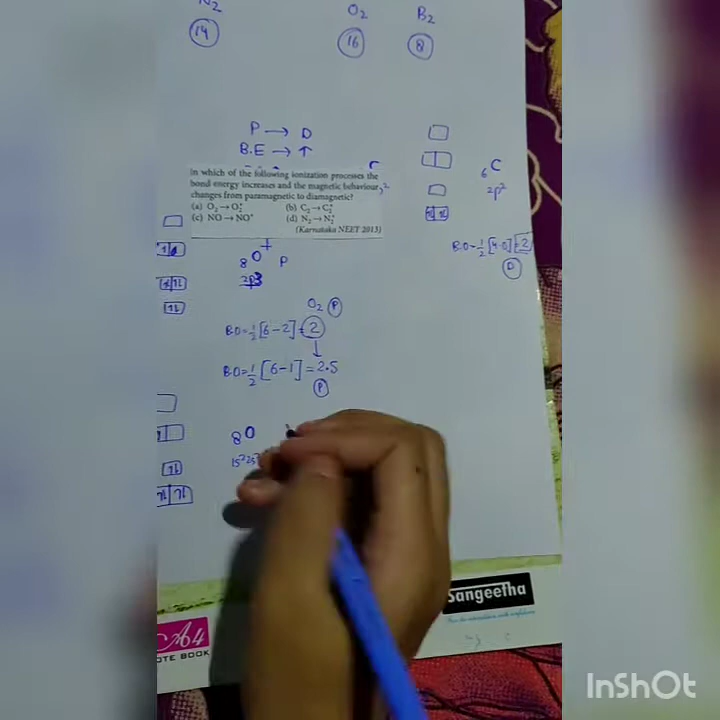 N2
O2 B2
14 16 8
P → D
B.E → ↑
In which of the following ionization processes the
bond energy increases and the magnetic behaviour
changes from paramagnetic to diamagnetic?
(a) O2→O2+ (b) C2→C2+
(c) NO→NO+ (d) N2→N2+
(Karnataka NEET 2013)
6C
2p2
B.O=1/2[4-0]=2
D
8O+ P
O2 P
B.O=1/2[6-2]=2
↓
B.O=1/2[6-1]=2.5
P
8O
1s22s2
A4
NOTE BOOK
Sangeetha
InShOt